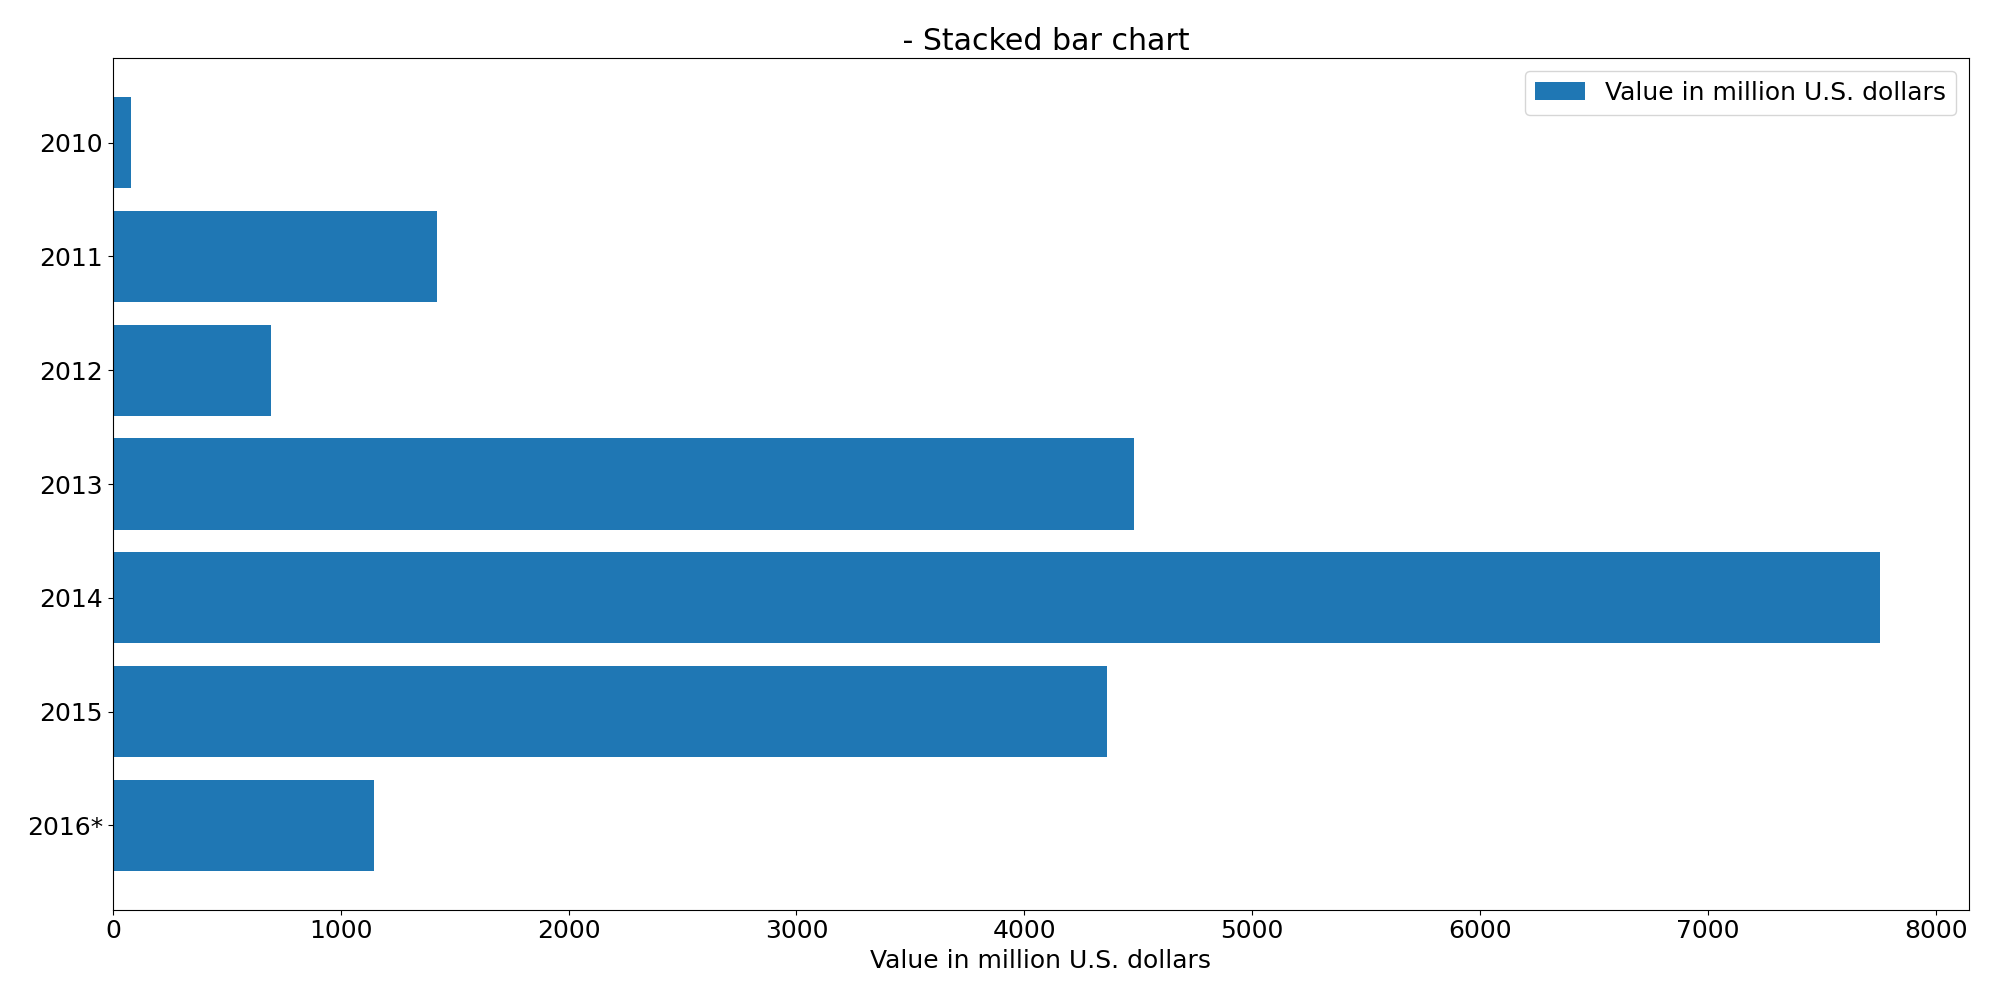 - Stacked bar chart
Value in million U.S. dollars
2010
2011
2012
2013
2014
2015
2016*
0 1000 2000 3000 4000 5000 6000 7000 8000
Value in million U.S. dollars